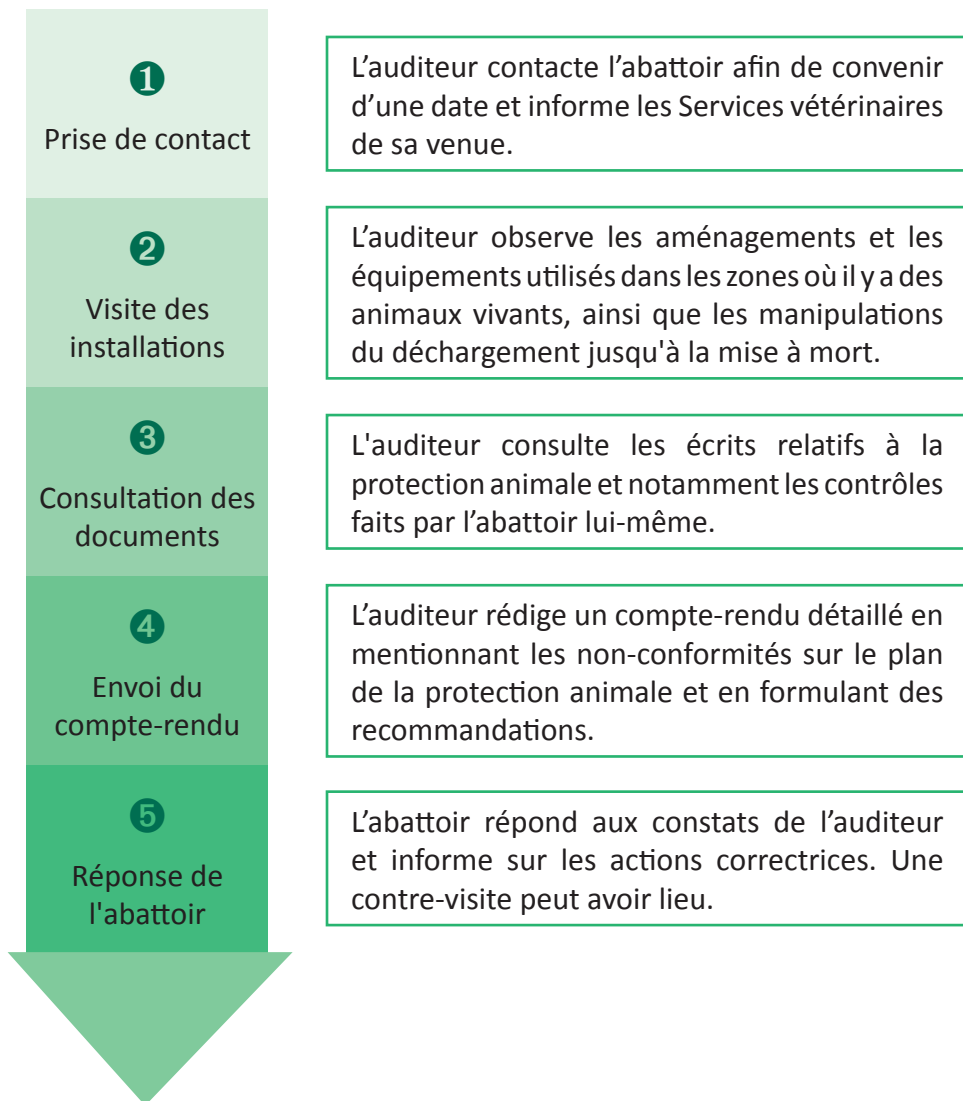 ❶
Prise de contact
L’auditeur contacte l’abattoir afin de convenir
d’une date et informe les Services vétérinaires
de sa venue.
❷
Visite des
installations
L’auditeur observe les aménagements et les
équipements utilisés dans les zones où il y a des
animaux vivants, ainsi que les manipulations
du déchargement jusqu'à la mise à mort.
❸
Consultation des
documents
L'auditeur consulte les écrits relatifs à la
protection animale et notamment les contrôles
faits par l’abattoir lui-même.
❹
Envoi du
compte-rendu
L’auditeur rédige un compte-rendu détaillé en
mentionnant les non-conformités sur le plan
de la protection animale et en formulant des
recommandations.
❺
Réponse de
l'abattoir
L’abattoir répond aux constats de l’auditeur
et informe sur les actions correctrices. Une
contre-visite peut avoir lieu.